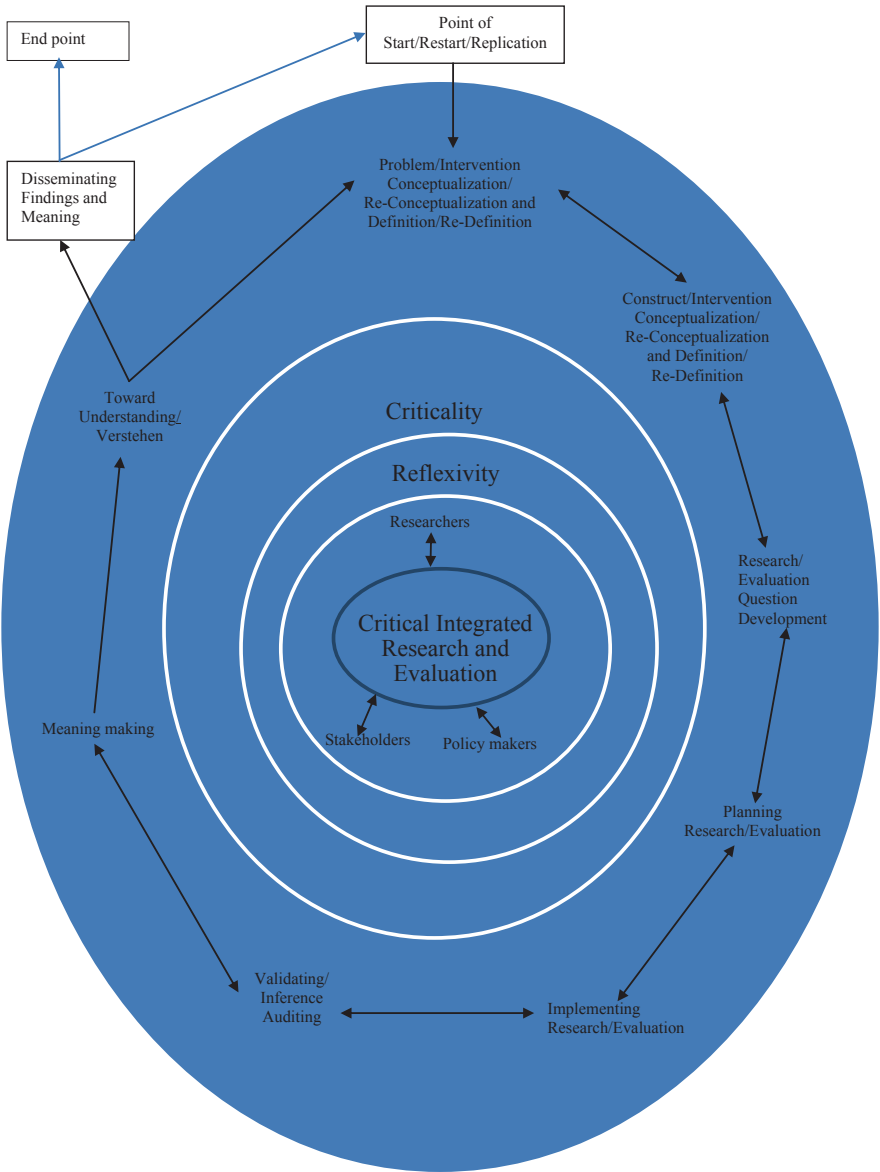 End point
Point of
Start/Restart/Replication
Disseminating
Findings and
Meaning
Problem/Intervention
Conceptualization/
Re-Conceptualization and
Definition/Re-Definition
Construct/Intervention
Conceptualization/
Re-Conceptualization
and Definition/
Re-Definition
Toward
Understanding/
Verstehen
Criticality
Reflexivity
Researchers
Critical Integrated
Research and
Evaluation
Stakeholders
Policy makers
Research/
Evaluation
Question
Development
Meaning making
Planning
Research/Evaluation
Validating/
Inference
Auditing
Implementing
Research/Evaluation